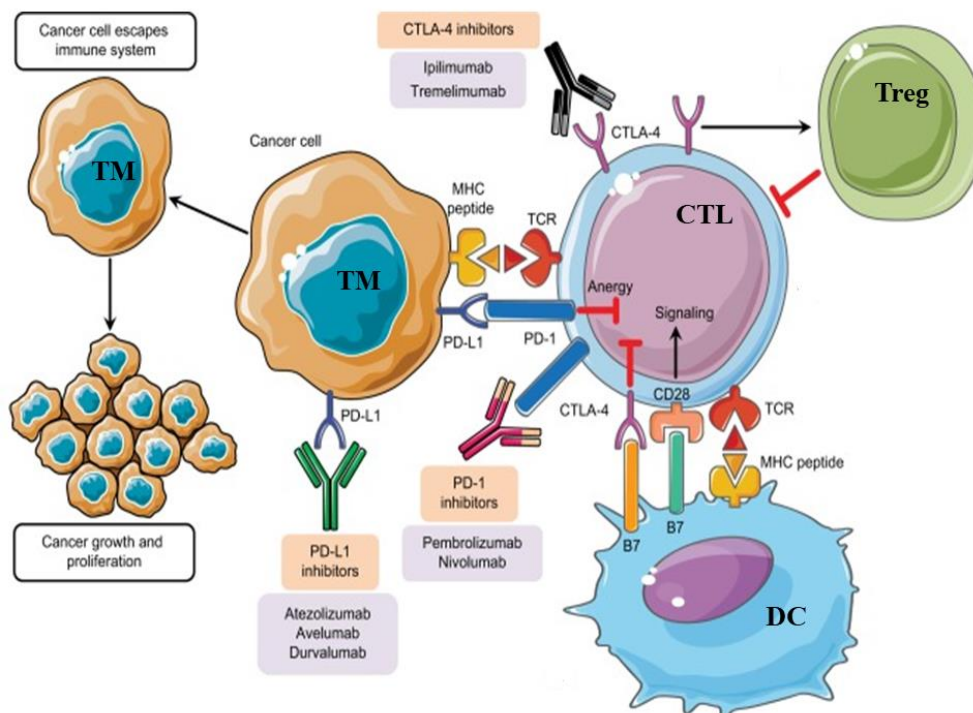 Cancer cell escapes
immune system
TM
Cancer growth and
proliferation
Cancer cell
TM
CTLA-4 inhibitors
Ipilimumab
Tremelimumab
CTLA-4
Treg
MHC
peptide
TCR
CTL
Anergy
Signaling
PD-L1
PD-1
PD-L1
CTLA-4
CD28
TCR
MHC peptide
B7
B7
DC
PD-1
inhibitors
Pembrolizumab
Nivolumab
PD-L1
inhibitors
Atezolizumab
Avelumab
Durvalumab